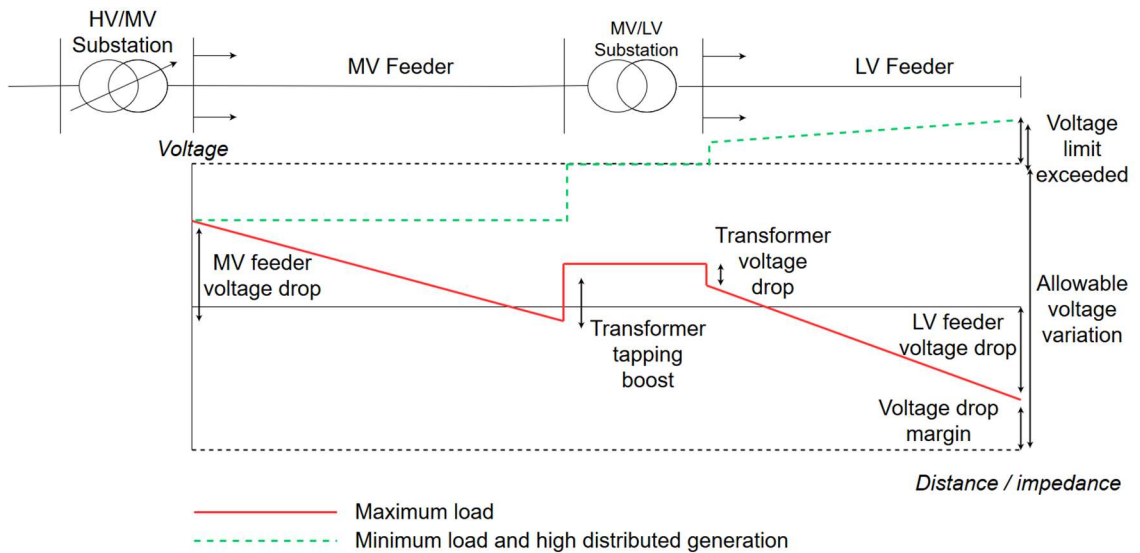 HV/MV
Substation
MV Feeder
MV/LV
Substation
LV Feeder
Voltage
Voltage
limit
exceeded
MV feeder
voltage drop
Transformer
voltage
drop
Transformer
tapping
boost
Allowable
voltage
variation
LV feeder
voltage drop
Voltage drop
margin
Distance / impedance
Maximum load
Minimum load and high distributed generation